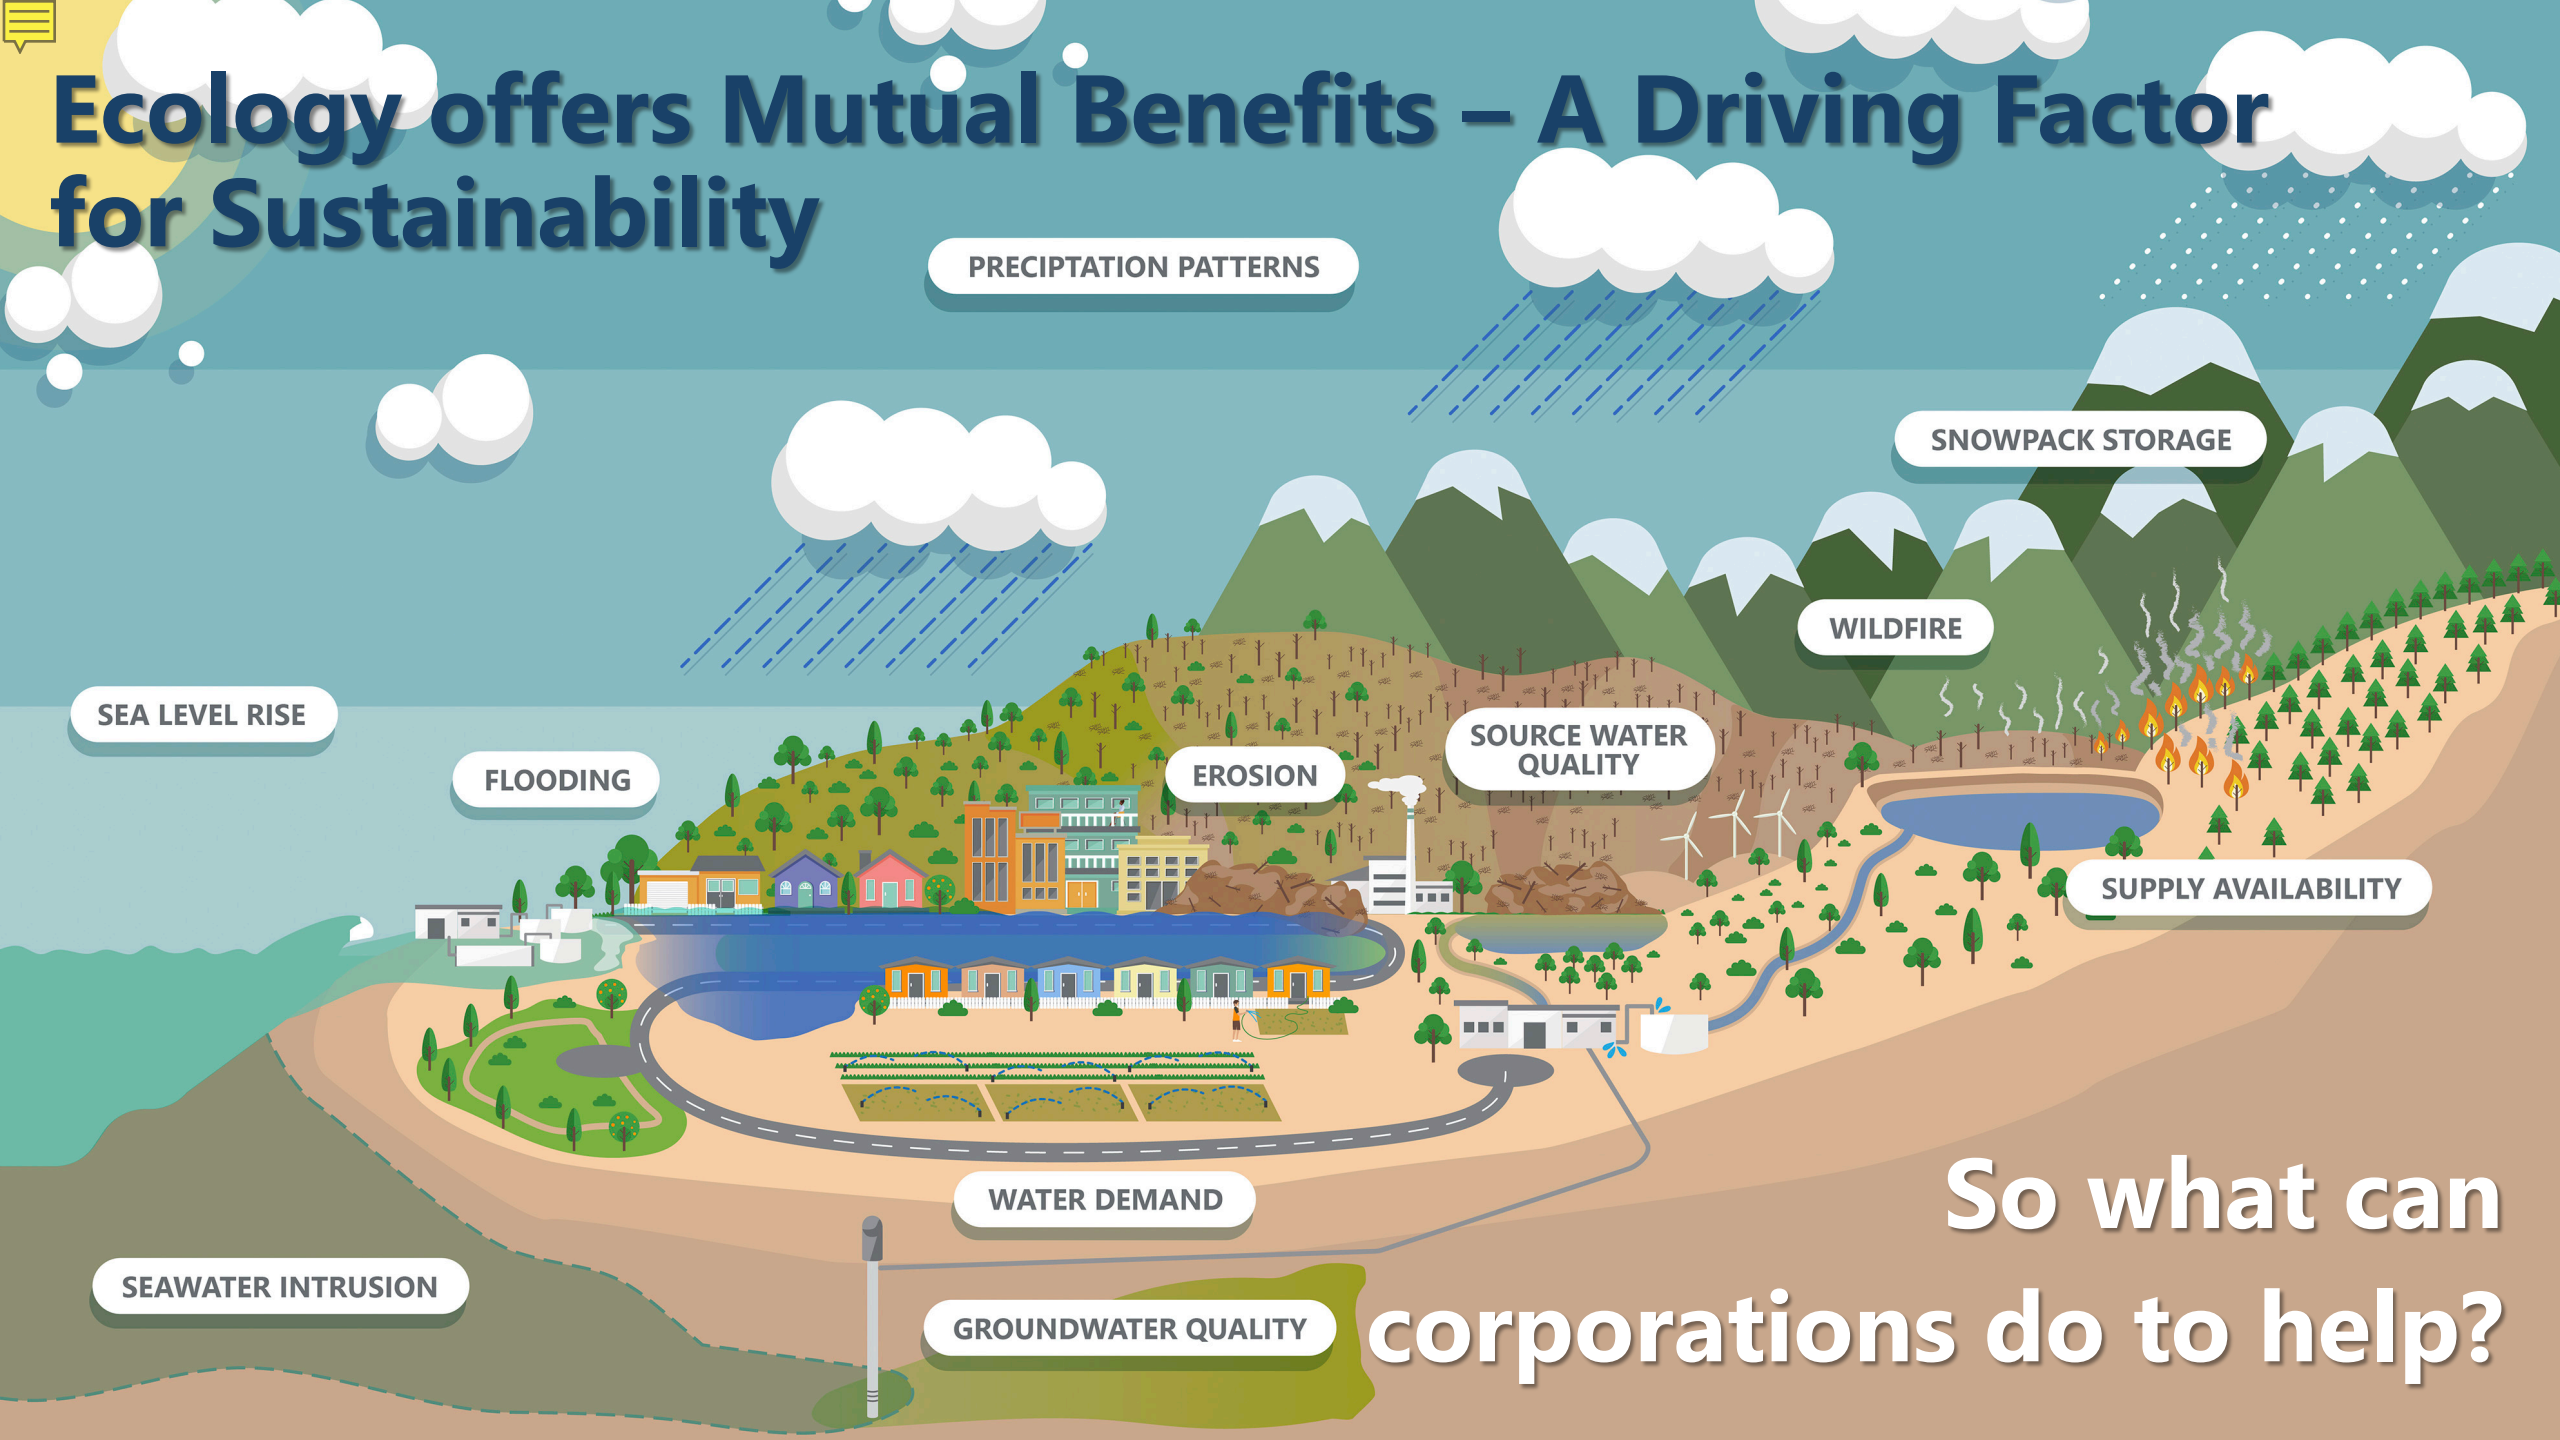 Ecology offers Mutual Benefits – A Driving Factor
for Sustainability
PRECIPTATION PATTERNS
SNOWPACK STORAGE
WILDFIRE
SEA LEVEL RISE
FLOODING
EROSION
SOURCE WATER
QUALITY
SUPPLY AVAILABILITY
WATER DEMAND
SEAWATER INTRUSION
GROUNDWATER QUALITY
So what can
corporations do to help?